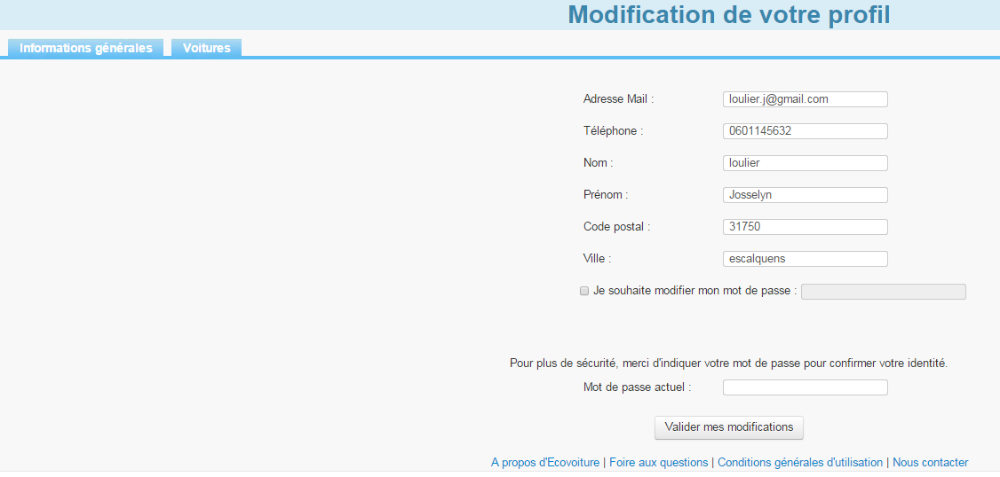 Modification de votre profil
Informations générales Voitures
Adresse Mail : loulier.j@gmail.com
Téléphone : 0601145632
Nom : loulier
Prénom : Josselyn
Code postal : 31750
Ville : escalquens
Je souhaite modifier mon mot de passe :
Pour plus de sécurité, merci d'indiquer votre mot de passe pour confirmer votre identité.
Mot de passe actuel :
Valider mes modifications
A propos d'Ecovoiture | Foire aux questions | Conditions générales d'utilisation | Nous contacter